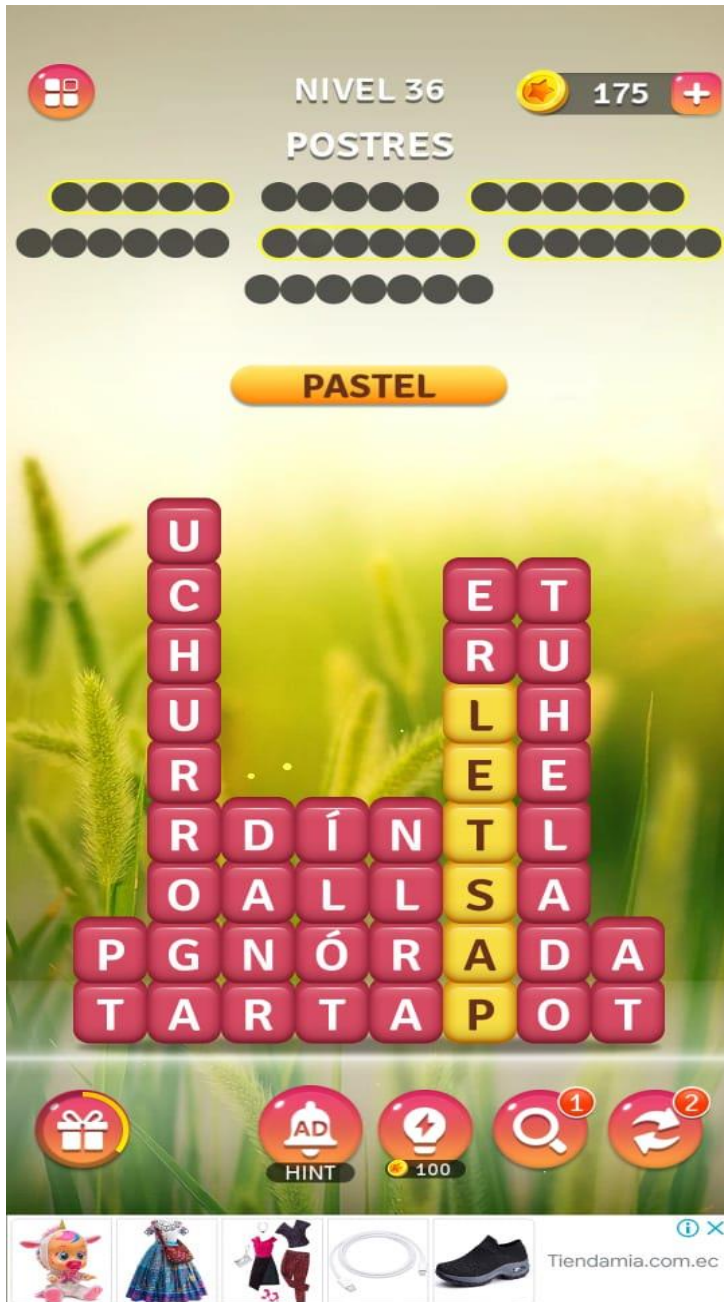 NIVEL 36
175
POSTRES
PASTEL
U
C E T
H R U
U L H
R E E
R D Í N T L
O A L L S A
P G N Ó R A D A
T A R T A P O T
AD
HINT
100
1
2
Tiendamia.com.ec